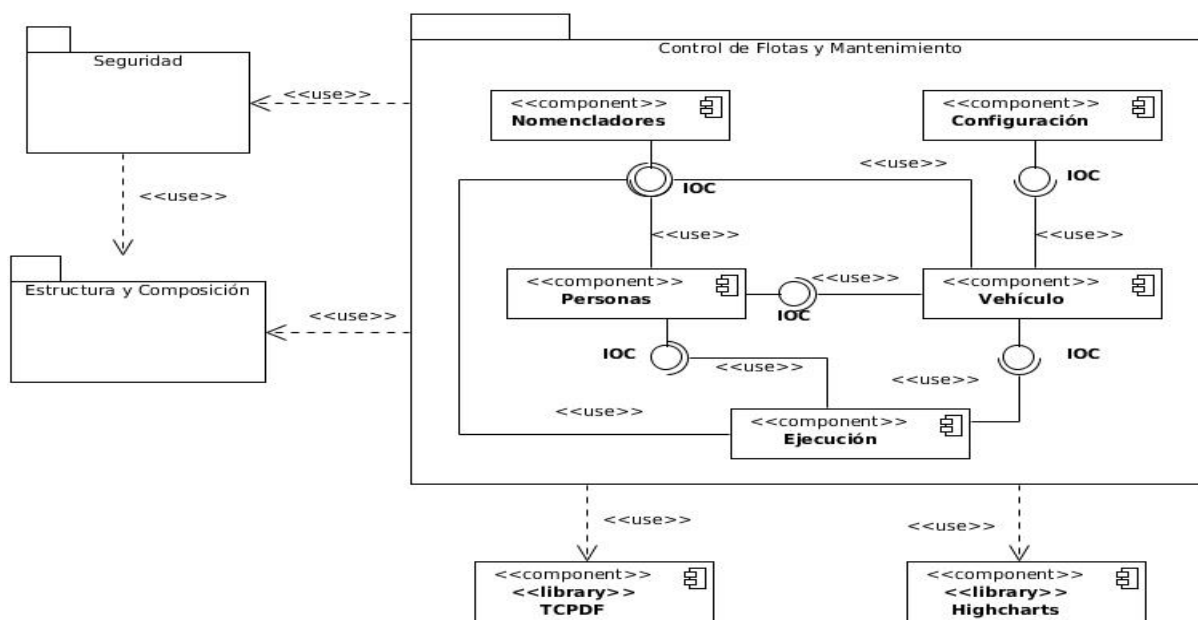 Control de Flotas y Mantenimiento
Seguridad
<<use>>
<<component>>
Nomencladores
<<component>>
Configuración
<<use>>
IOC
IOC
<<use>>
<<use>>
<<use>>
Estructura y Composición
<<component>>
Personas
<<use>>
<<component>>
Vehículo
IOC
<<use>>
IOC
IOC
<<use>>
<<use>>
<<use>>
<<component>>
Ejecución
<<use>>
<<use>>
<<component>>
<<library>>
TCPDF
<<component>>
<<library>>
Highcharts